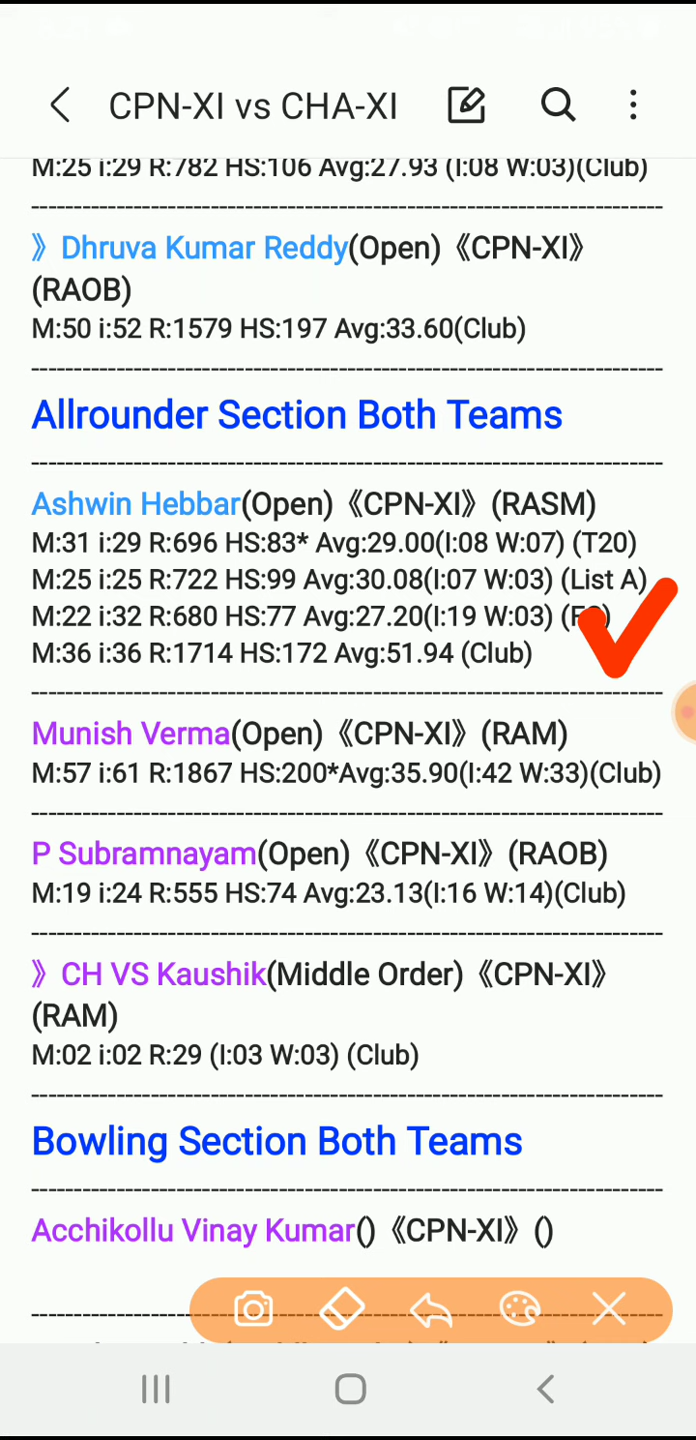 CPN-XI vs CHA-XI
M:25 i:29 R:782 HS:106 Avg:27.93 (I:08 W:03)(Club)
》Dhruva Kumar Reddy(Open)《CPN-XI》
(RAOB)
M:50 i:52 R:1579 HS:197 Avg:33.60(Club)
Allrounder Section Both Teams
Ashwin Hebbar(Open)《CPN-XI》(RASM)
M:31 i:29 R:696 HS:83* Avg:29.00(I:08 W:07) (T20)
M:25 i:25 R:722 HS:99 Avg:30.08(I:07 W:03) (List A)
M:22 i:32 R:680 HS:77 Avg:27.20(I:19 W:03)
M:36 i:36 R:1714 HS:172 Avg:51.94 (Club)
Munish Verma(Open)《CPN-XI》(RAM)
M:57 i:61 R:1867 HS:200*Avg:35.90(I:42 W:33)(Club)
P Subramnayam(Open)《CPN-XI》(RAOB)
M:19 i:24 R:555 HS:74 Avg:23.13(I:16 W:14)(Club)
》CH VS Kaushik(Middle Order)《CPN-XI》
(RAM)
M:02 i:02 R:29 (I:03 W:03) (Club)
Bowling Section Both Teams
Acchikollu Vinay Kumar()《CPN-XI》()